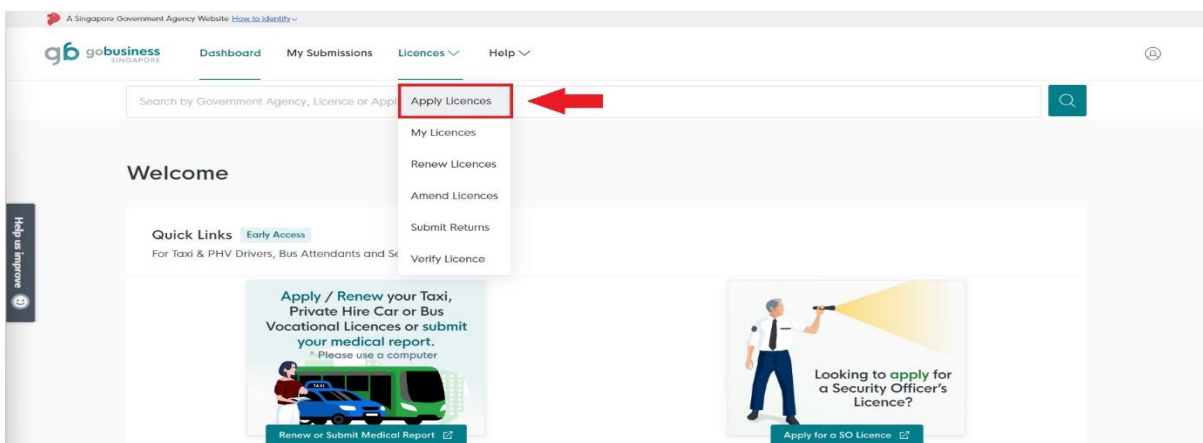 A Singapore Government Agency Website How to identify
gobusiness
SINGAPORE
Dashboard My Submissions Licences Help
Search by Government Agency, Licence or Appl
Apply Licences
My Licences
Renew Licences
Amend Licences
Submit Returns
Verify Licence
Welcome
Help us improve
Quick Links Early Access
For Taxi & PHV Drivers, Bus Attendants and Se
Apply / Renew your Taxi,
Private Hire Car or Bus
Vocational Licences or submit
your medical report.
* Please use a computer
TAXI
Renew or Submit Medical Report
Looking to apply for
a Security Officer's
Licence?
Apply for a SO Licence